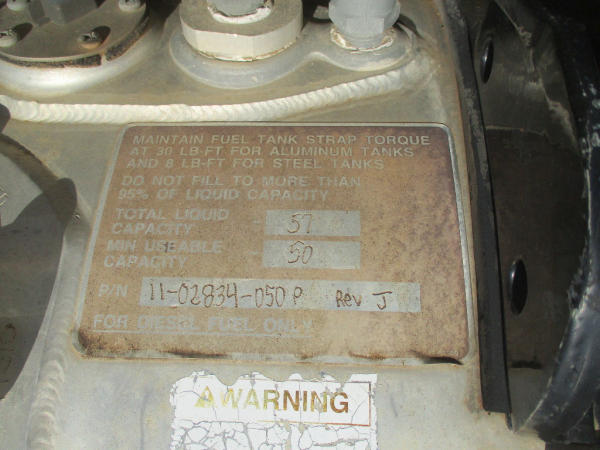 MAINTAIN FUEL TANK STRAP TORQUE
AT 30 LB-FT FOR ALUMINUM TANKS
AND 8 LB-FT FOR STEEL TANKS
DO NOT FILL TO MORE THAN
95% OF LIQUID CAPACITY
TOTAL LIQUID
CAPACITY 57
MIN USEABLE
CAPACITY 50
P/N 11-02834-050 P Rev J
FOR DIESEL FUEL ONLY
WARNING